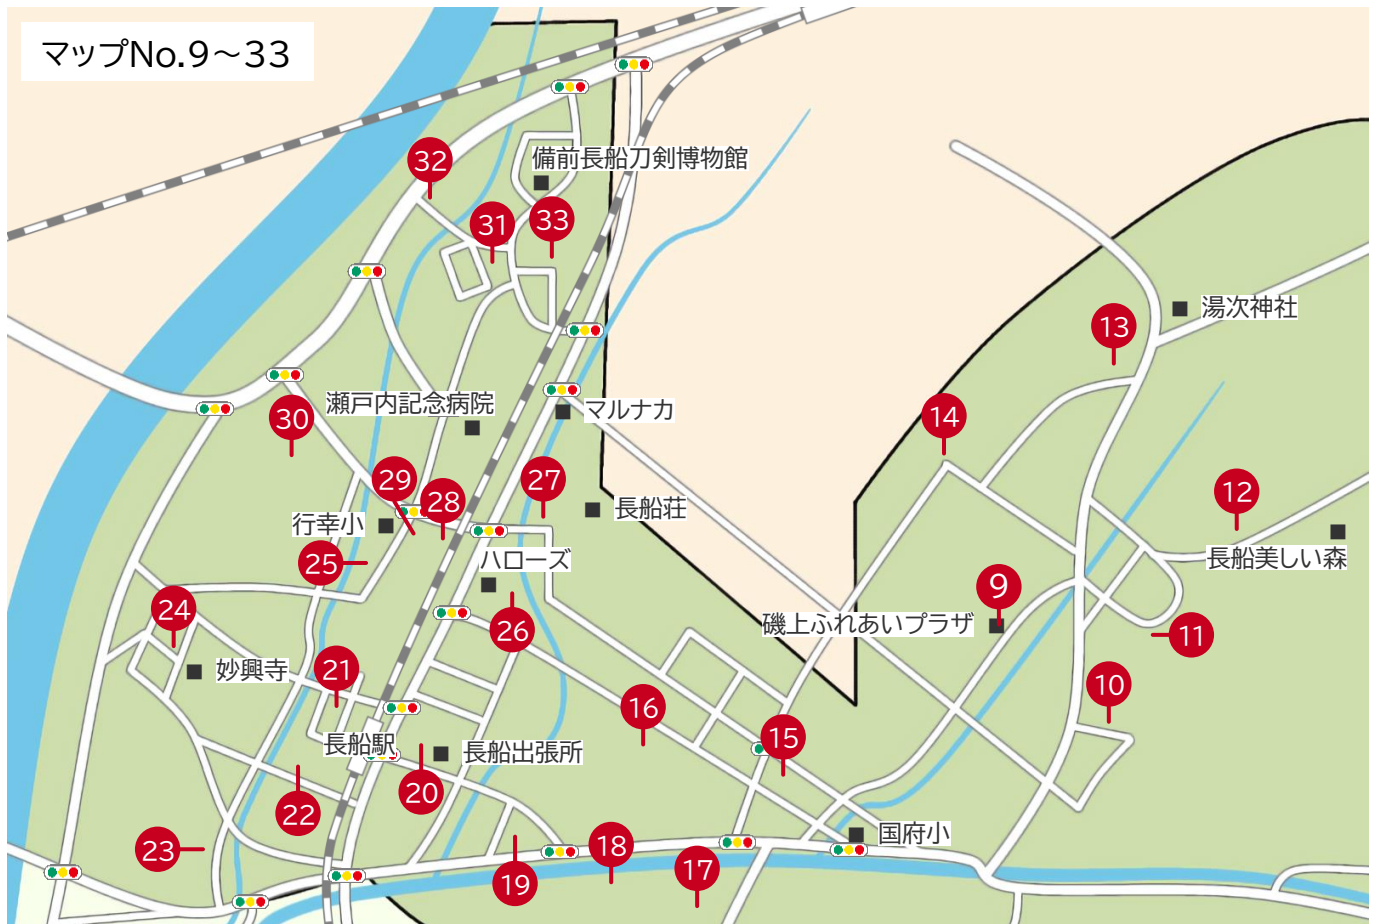 マップNo.9～33
32
備前長船刀剣博物館
31
33
湯次神社
13
30
瀬戸内記念病院
マルナカ
14
29
28
27
12
行幸小
長船荘
長船美しい森
25
ハローズ
24
26
9
磯上ふれあいプラザ
11
妙興寺
21
16
10
長船駅
長船出張所
15
20
22
23
国府小
18
19
17